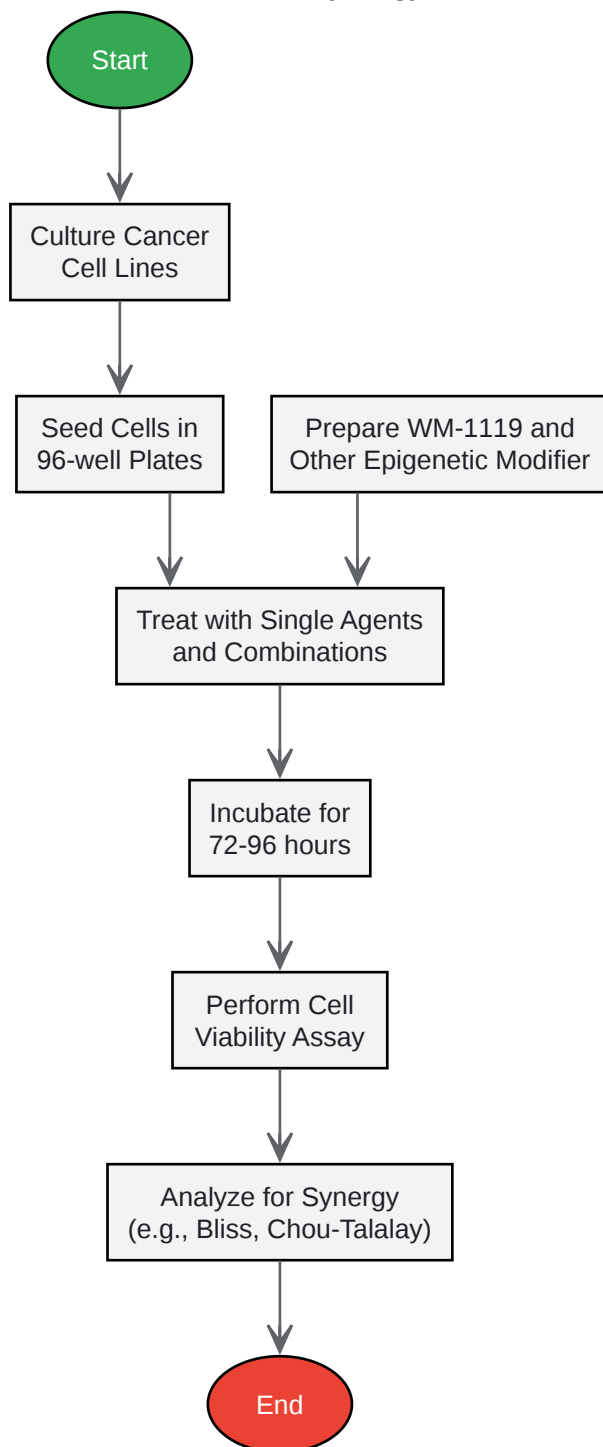 Start
Culture Cancer
Cell Lines
Seed Cells in
96-well Plates
Prepare WM-1119 and
Other Epigenetic Modifier
Treat with Single Agents
and Combinations
Incubate for
72-96 hours
Perform Cell
Viability Assay
Analyze for Synergy
(e.g., Bliss, Chou-Talalay)
End